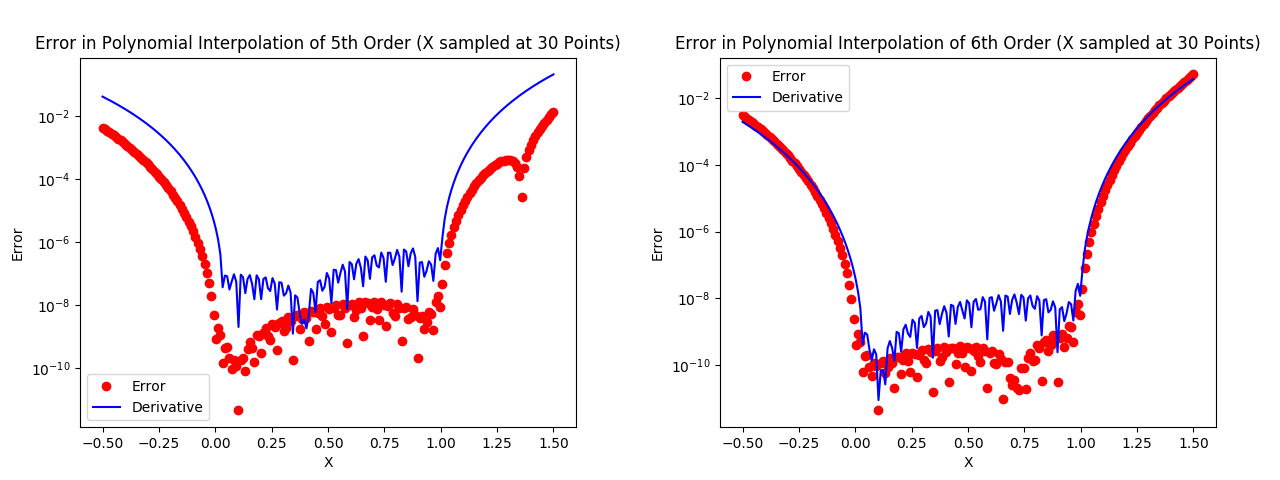 Error in Polynomial Interpolation of 5th Order (X sampled at 30 Points)
10⁻²
10⁻⁴
10⁻⁶
10⁻⁸
10⁻¹⁰
Error
Error
Derivative
−0.50
−0.25
0.00
0.25
0.50
0.75
1.00
1.25
1.50
X
Error in Polynomial Interpolation of 6th Order (X sampled at 30 Points)
Error
Derivative
10⁻²
10⁻⁴
10⁻⁶
10⁻⁸
10⁻¹⁰
Error
−0.50
−0.25
0.00
0.25
0.50
0.75
1.00
1.25
1.50
X